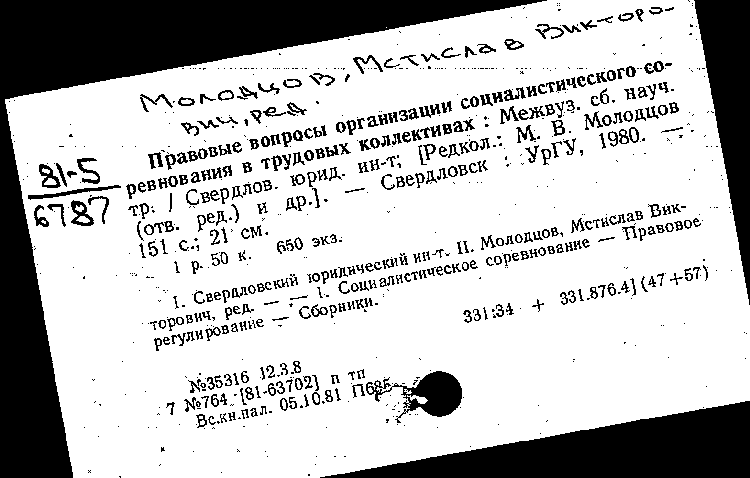 Молодцов, Мстислав Викторо-
вич, ред.
81-5
6787
Правовые вопросы организации социалистического со-
ревнования в трудовых коллективах : Межвуз. сб. науч.
тр. / Свердлов. юрид. ин-т; [Редкол.: М. В. Молодцов
(отв. ред.) и др.]. — Свердловск : УрГУ, 1980. —
151 с.; 21 см.
1 р. 50 к. 650 экз.
I. Свердловский юридический ин-т. II. Молодцов, Мстислав Вик-
торович, ред. — — 1. Социалистическое соревнование — Правовое
регулирование — Сборники.
331:34 + 331.876.4](47+57)
№35316 12.3.8
7 №764 [81-63702] п тп
Вс.кн.пал. 05.10.81 П685